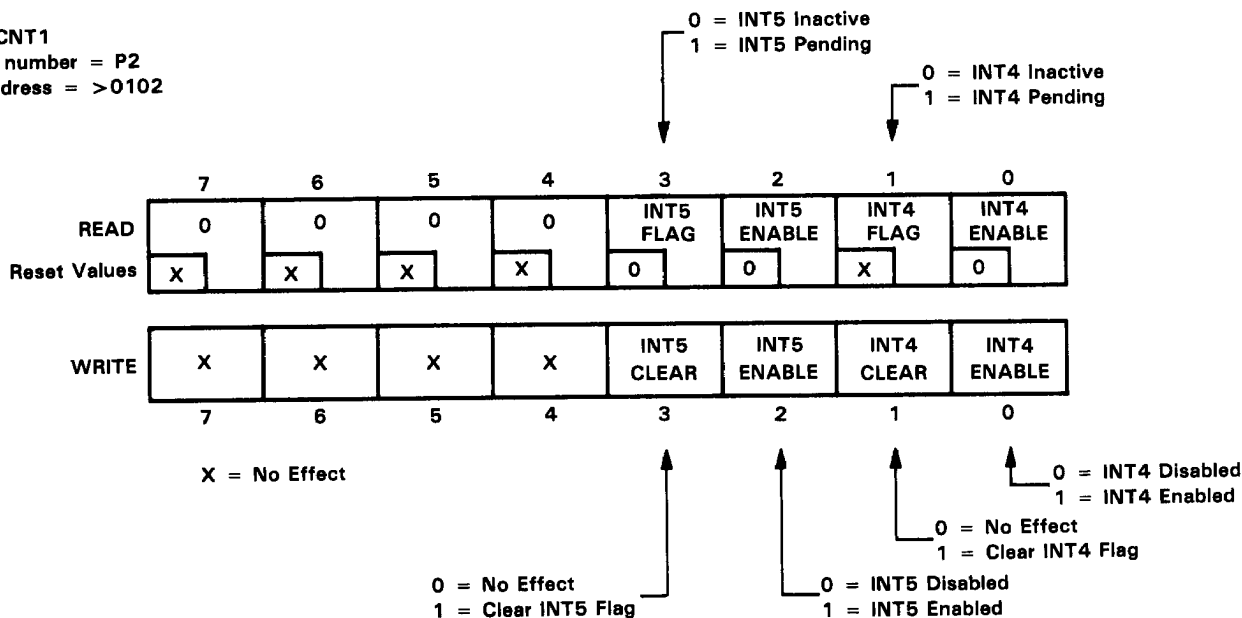 CNT1
number = P2
dress = >0102
0 = INT5 Inactive
1 = INT5 Pending
0 = INT4 Inactive
1 = INT4 Pending
7 6 5 4 3 2 1 0
READ 0 0 0 0 INT5 FLAG INT5 ENABLE INT4 FLAG INT4 ENABLE
Reset Values X X X X 0 0 X 0
WRITE X X X X INT5 CLEAR INT5 ENABLE INT4 CLEAR INT4 ENABLE
7 6 5 4 3 2 1 0
X = No Effect
0 = INT4 Disabled
1 = INT4 Enabled
0 = No Effect
1 = Clear INT4 Flag
0 = No Effect
1 = Clear INT5 Flag
0 = INT5 Disabled
1 = INT5 Enabled